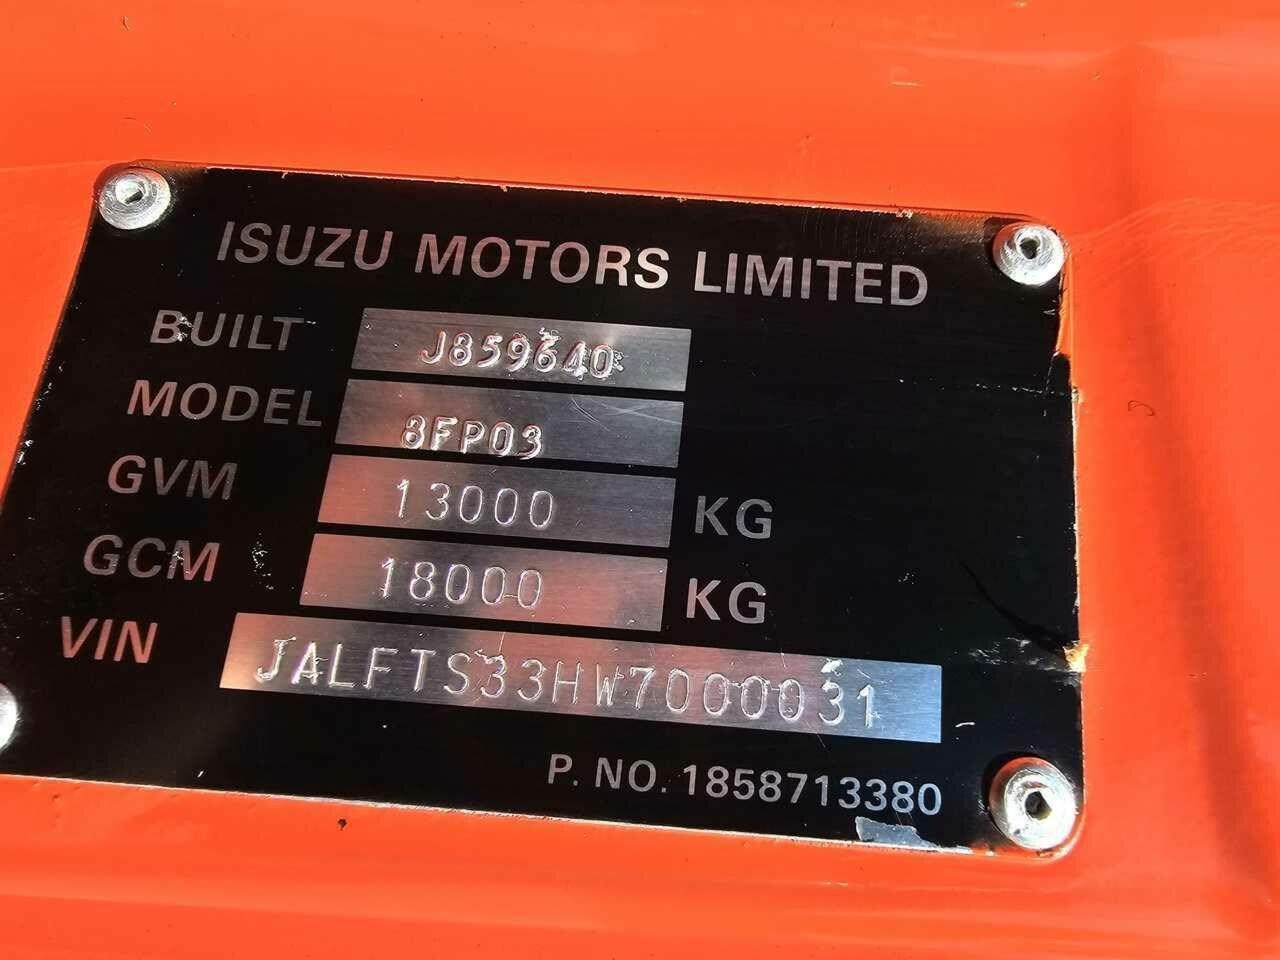 ISUZU MOTORS LIMITED
BUILT J859640
MODEL 8FP03
GVM 13000 KG
GCM 18000 KG
VIN JALFTS33HW7000031
P. NO. 1858713380